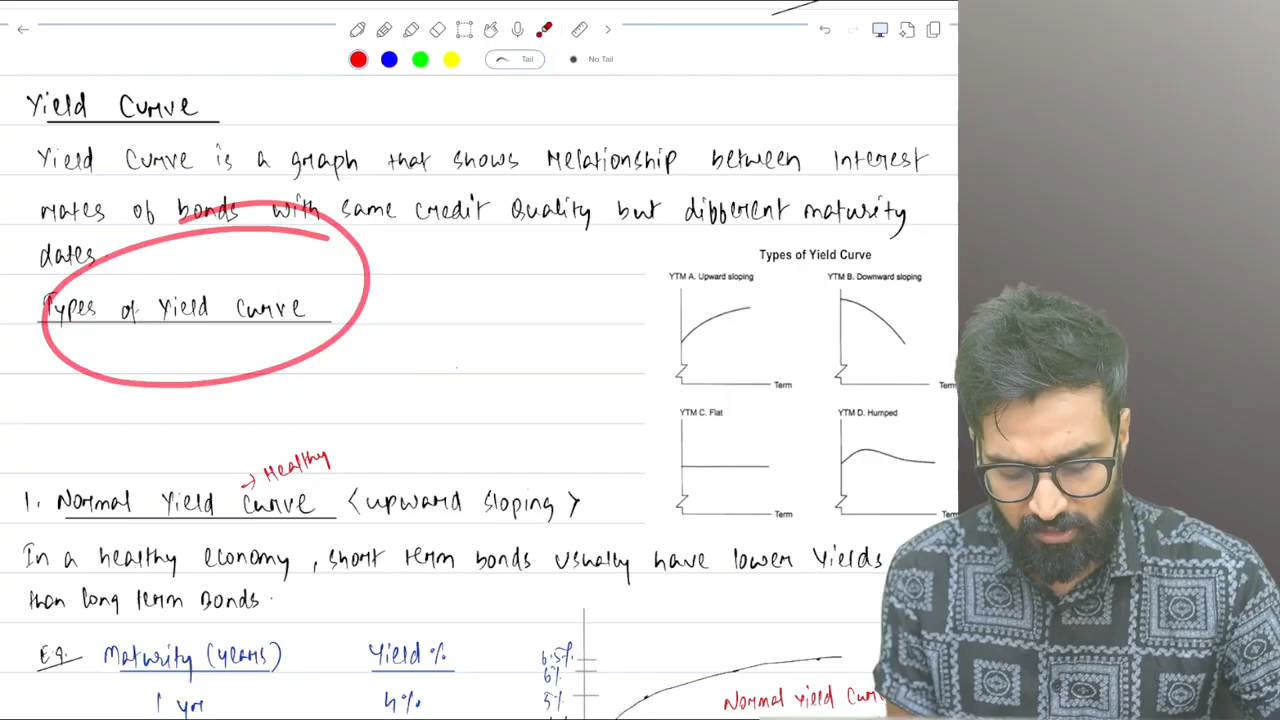 Tail
No Tail
Yield Curve
Yield Curve is a graph that shows Relationship between Interest
rates of bonds with same credit Quality but different maturity
dates.
Types of Yield Curve
Types of Yield Curve
YTM A. Upward sloping
Term
YTM B. Downward sloping
Term
YTM C. Flat
Term
YTM D. Humped
Term
→ Healthy
1. Normal Yield Curve <upward sloping>
In a healthy economy, short term bonds usually have lower Yields
than long term Bonds.
E.g. Maturity (years) Yield %
1 yr 4%
6.5%
6%
5%
Normal Yield Curve